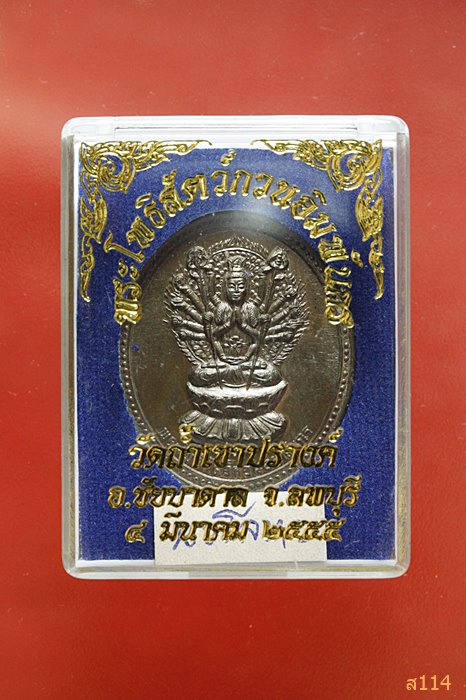 พระโพธิสัตว์กวนอิมพันกร
วัดถ้ำเขาปรางค์
อ.ชัยบาดาล จ.ลพบุรี
๔ มีนาคม ๒๕๕๕
ส114